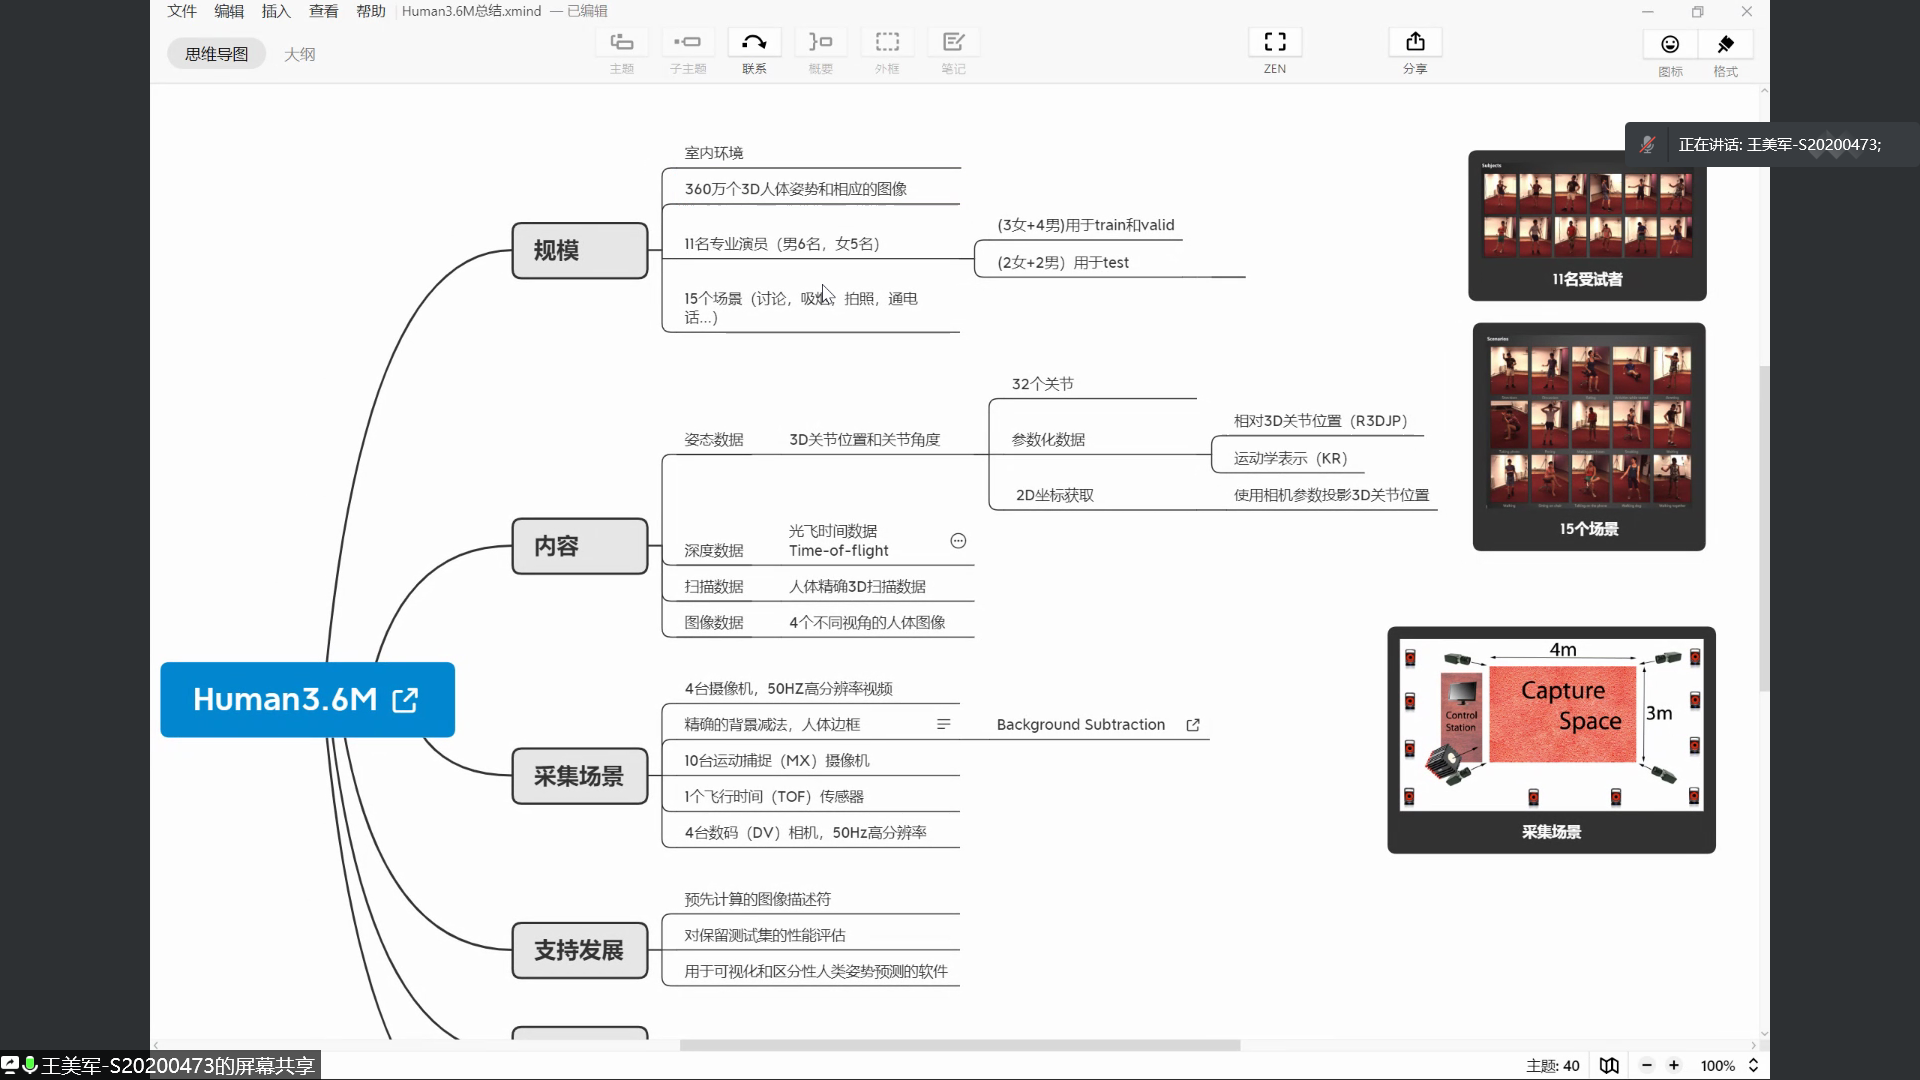 文件 编辑 插入 查看 帮助 Human3.6M总结.xmind — 已编辑
思维导图 大纲
主题 子主题 联系 概要 外框 笔记 ZEN 分享 图标 格式
正在讲话: 王美军-S20200473;
规模
室内环境
360万个3D人体姿势和相应的图像
11名专业演员（男6名，女5名）
(3女+4男)用于train和valid
(2女+2男）用于test
15个场景（讨论，吸烟，拍照，通电
话...）
内容
姿态数据
3D关节位置和关节角度
32个关节
参数化数据
相对3D关节位置（R3DJP）
运动学表示（KR）
2D坐标获取
使用相机参数投影3D关节位置
深度数据
光飞时间数据
Time-of-flight
扫描数据
人体精确3D扫描数据
图像数据
4个不同视角的人体图像
Human3.6M
采集场景
4台摄像机，50HZ高分辨率视频
精确的背景减法，人体边框
Background Subtraction
10台运动捕捉（MX）摄像机
1个飞行时间（TOF）传感器
4台数码（DV）相机，50Hz高分辨率
支持发展
预先计算的图像描述符
对保留测试集的性能评估
用于可视化和区分性人类姿势预测的软件
Subjects
11名受试者
Scenarios
15个场景
4m
Capture
Space
3m
Control
Station
采集场景
王美军-S20200473的屏幕共享
主题: 40
100%